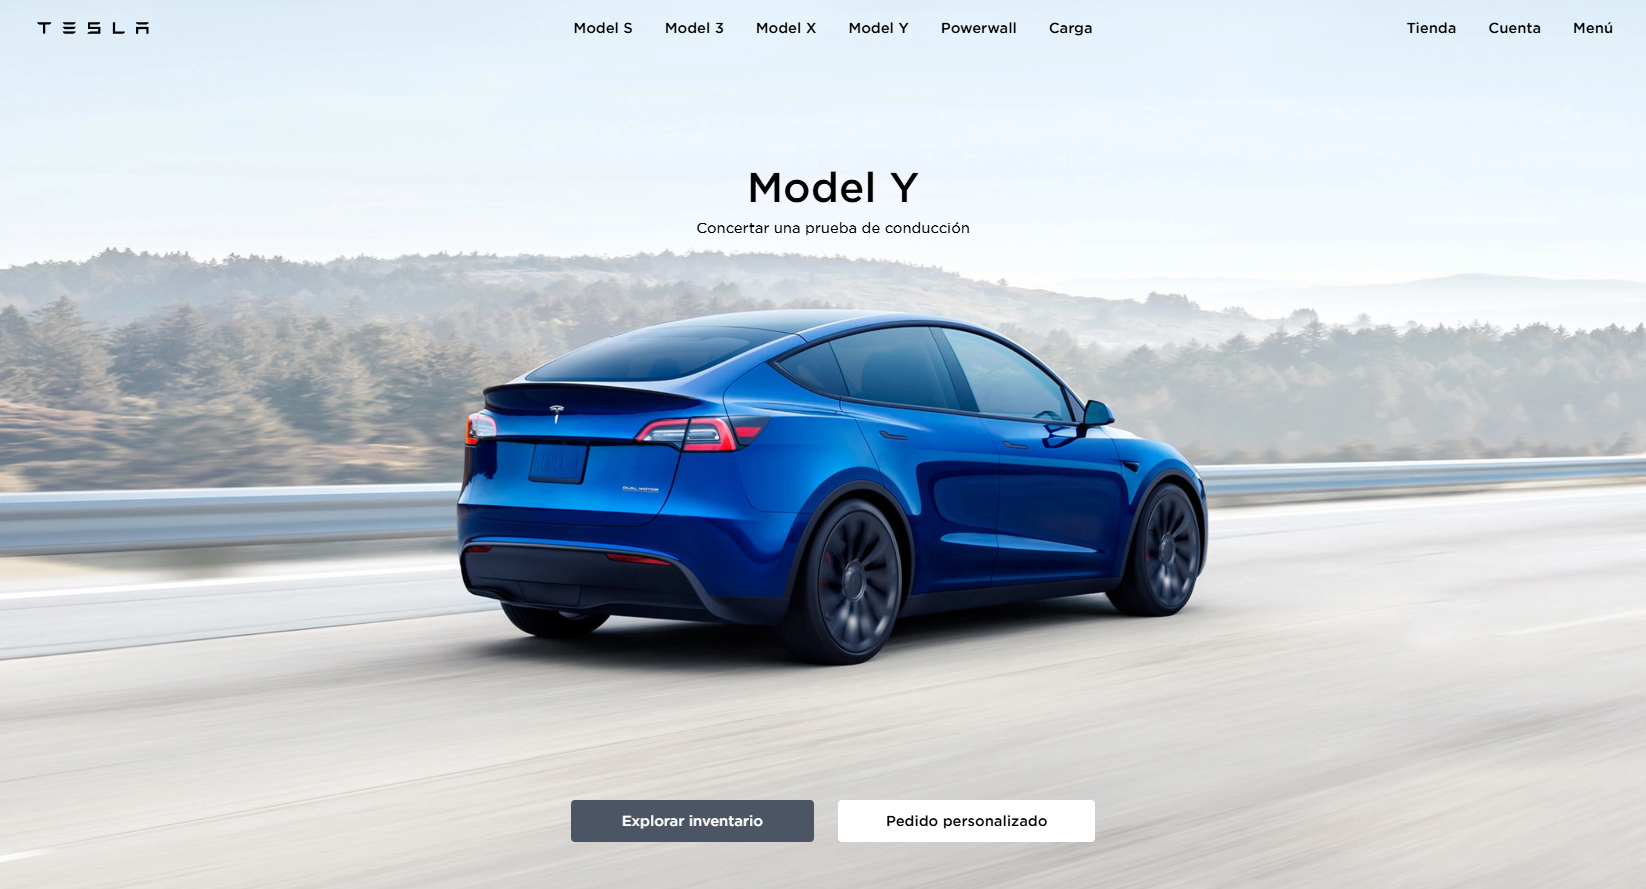 TESLA
Model S Model 3 Model X Model Y Powerwall Carga
Tienda Cuenta Menú
Model Y
Concertar una prueba de conducción
DUAL MOTOR
Explorar inventario
Pedido personalizado